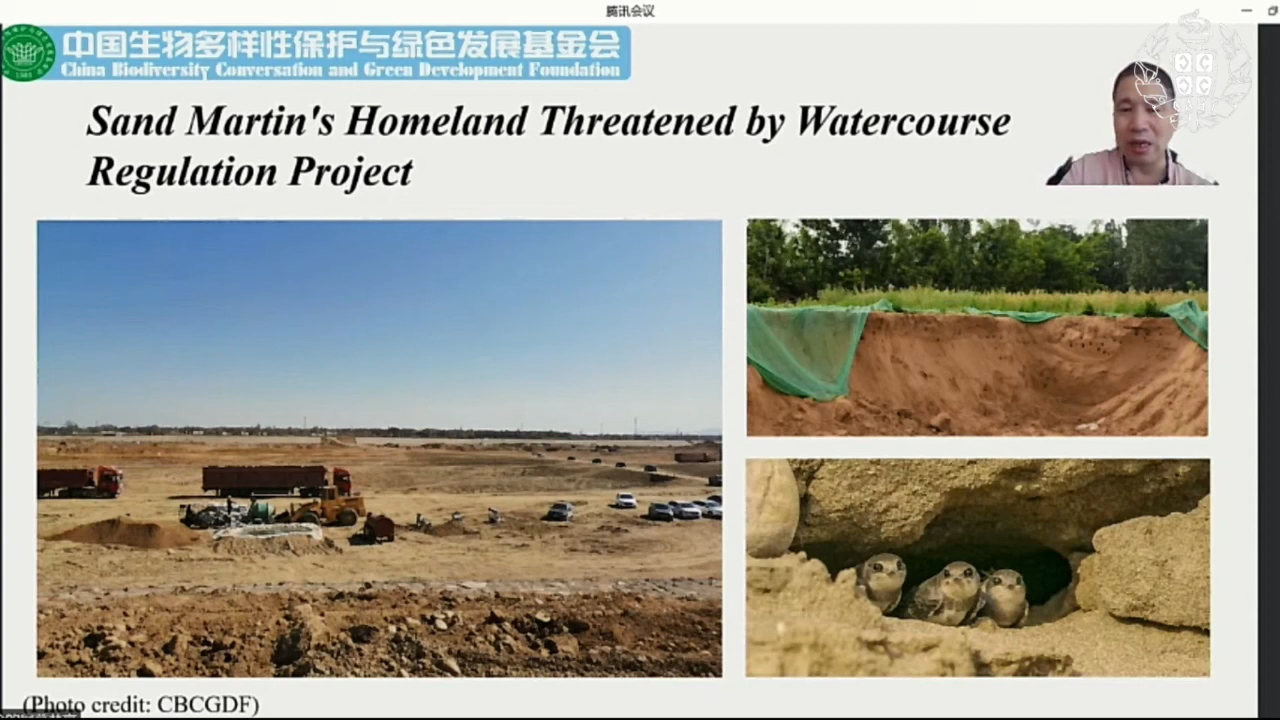 腾讯会议
中国生物多样性保护与绿色发展基金会
China Biodiversity Conversation and Green Development Foundation
Sand Martin's Homeland Threatened by Watercourse
Regulation Project
(Photo credit: CBCGDF)